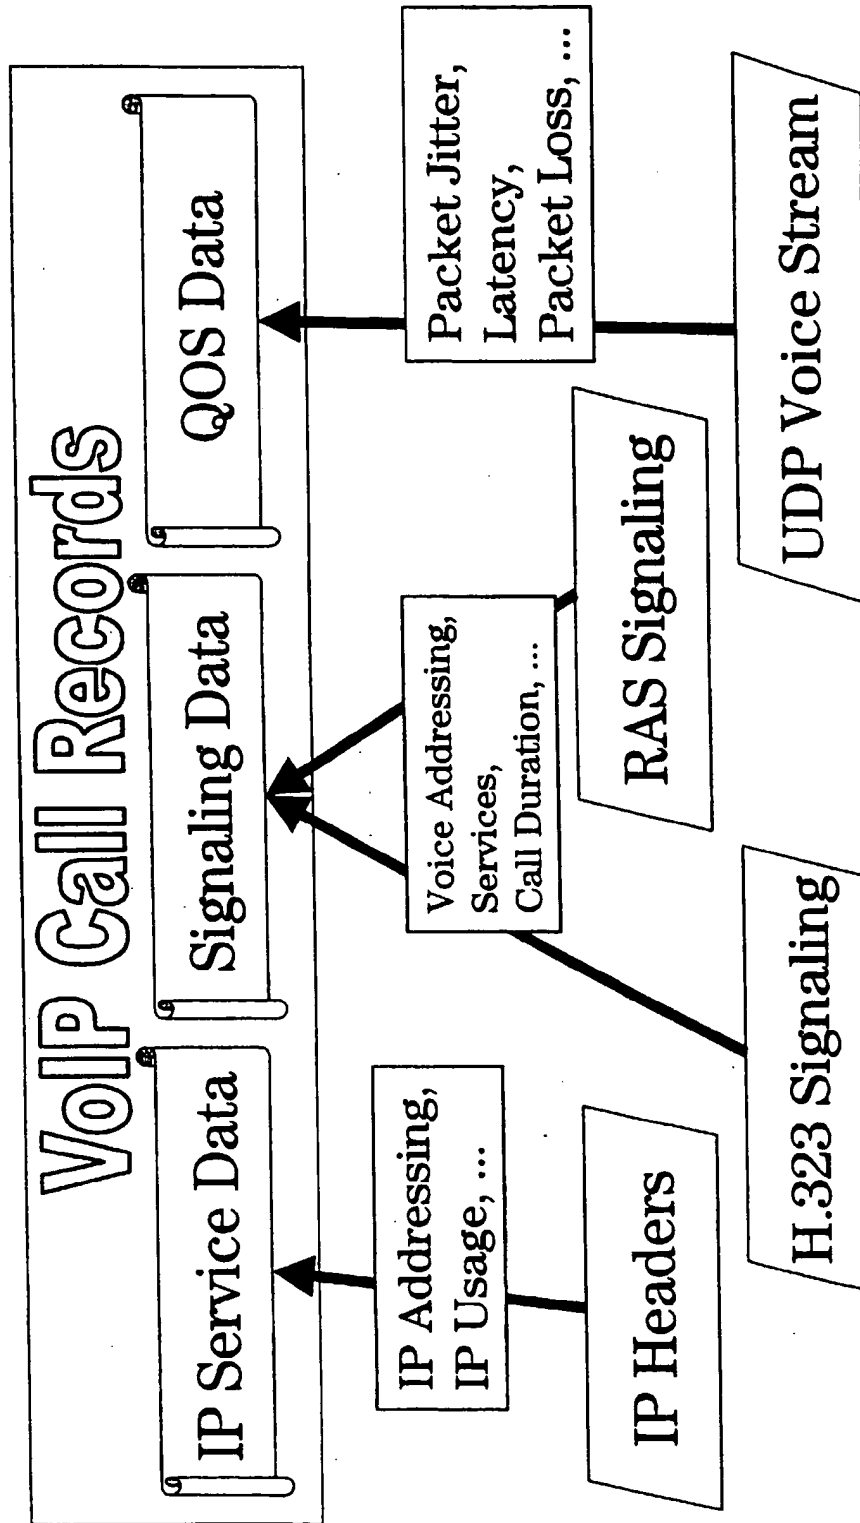 VoIP Call Records
IP Service Data
Signaling Data
QOS Data
IP Addressing,
IP Usage, ...
Voice Addressing,
Services,
Call Duration, ...
Packet Jitter,
Latency,
Packet Loss, ...
IP Headers
H.323 Signaling
RAS Signaling
UDP Voice Stream